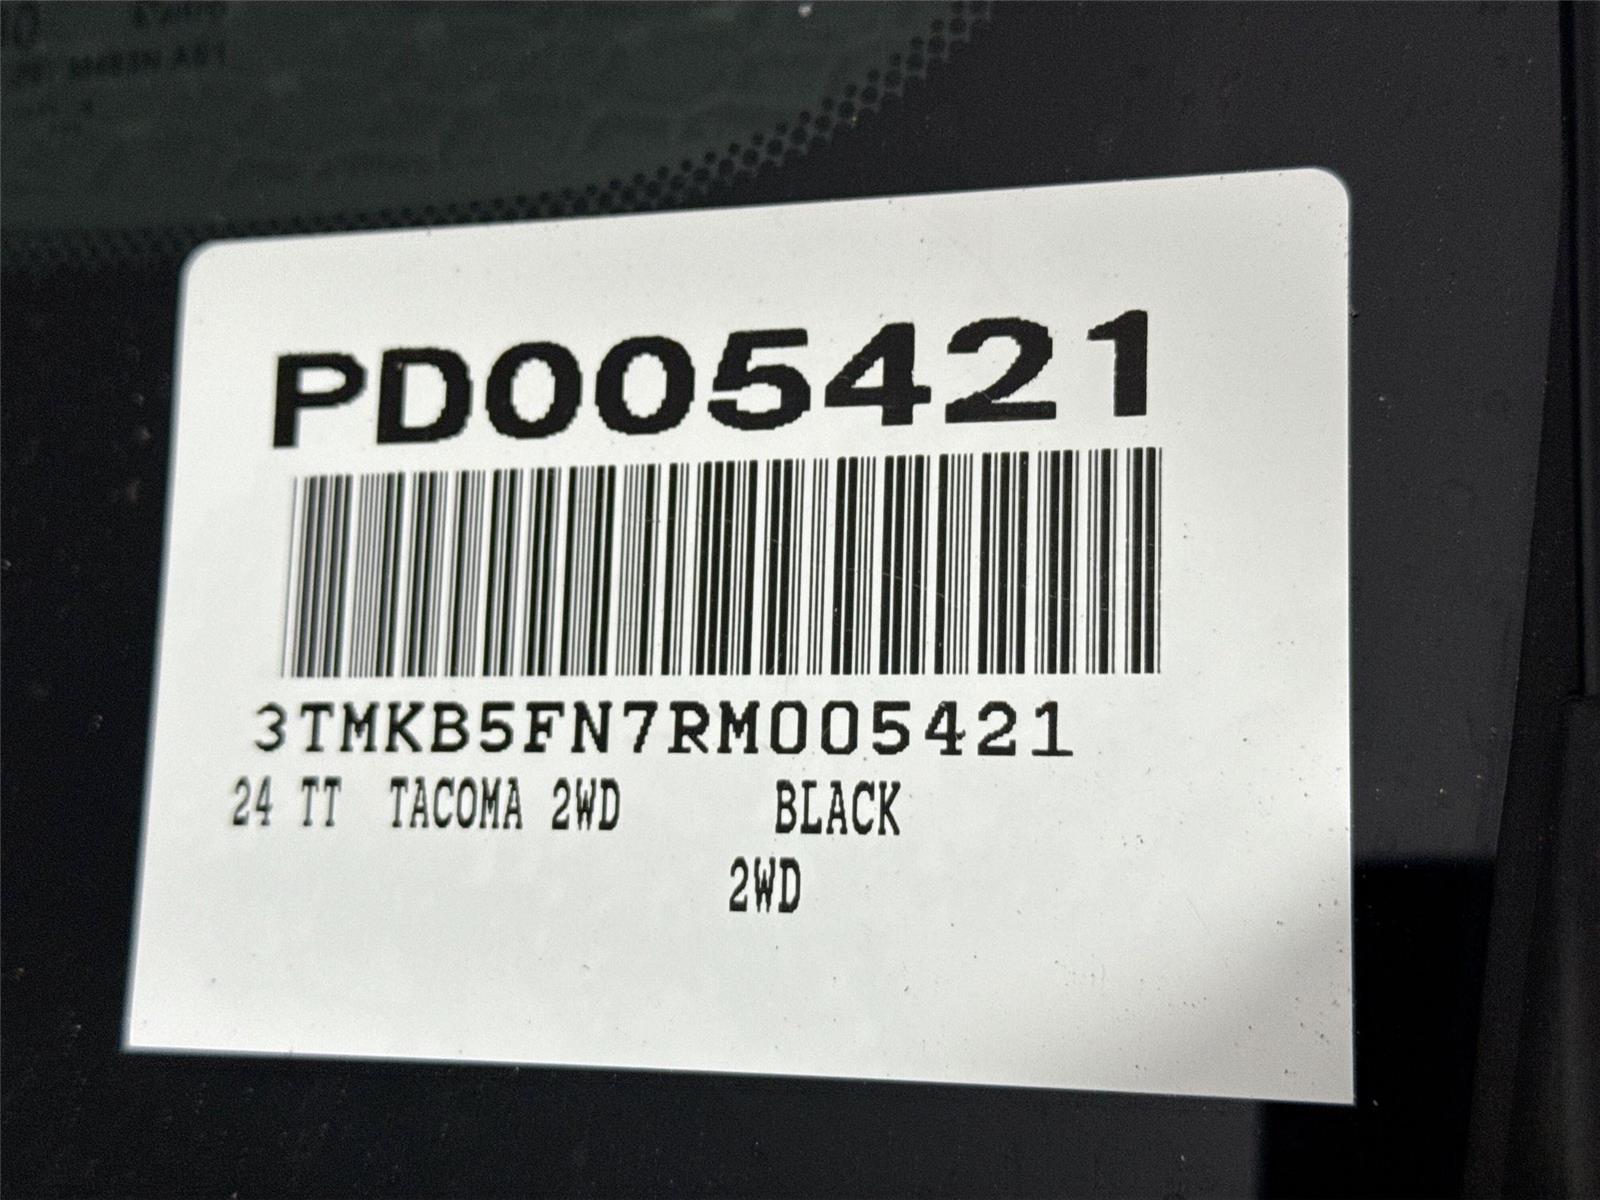 PD005421
3TMKB5FN7RM005421
24 TT TACOMA 2WD BLACK
2WD